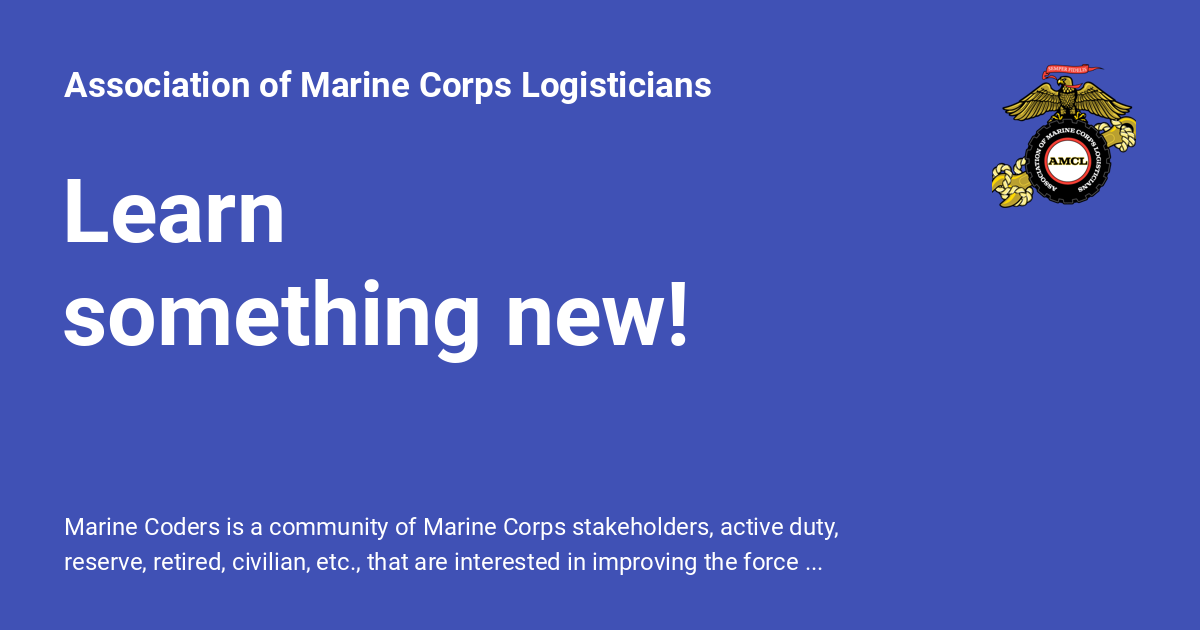 Association of Marine Corps Logisticians
SEMPER FIDELIS
ASSOCIATION OF MARINE CORPS LOGISTICIANS
AMCL
Learn
something new!
Marine Coders is a community of Marine Corps stakeholders, active duty,
reserve, retired, civilian, etc., that are interested in improving the force ...